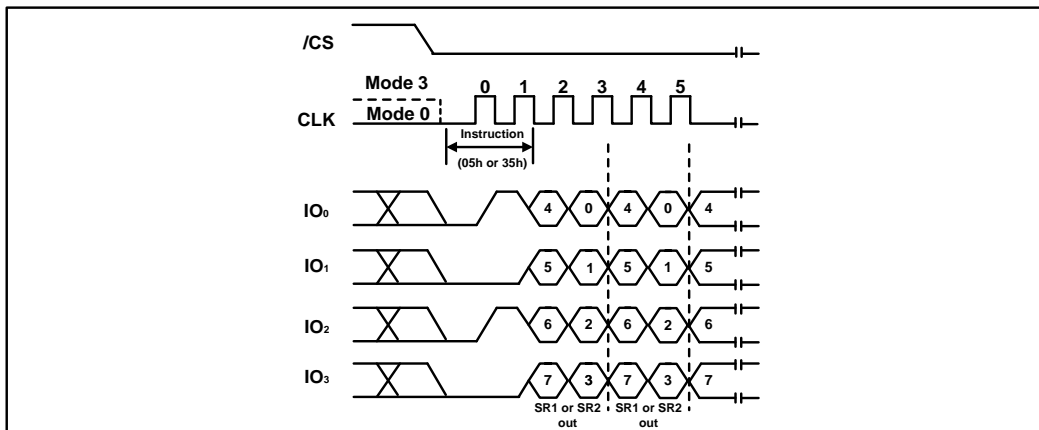 /CS
Mode 3
0 1 2 3 4 5
CLK
Mode 0
Instruction
(05h or 35h)
IO0 4 0 4 0 4
IO1 5 1 5 1 5
IO2 6 2 6 2 6
IO3 7 3 7 3 7
SR1 or SR2 SR1 or SR2
out out